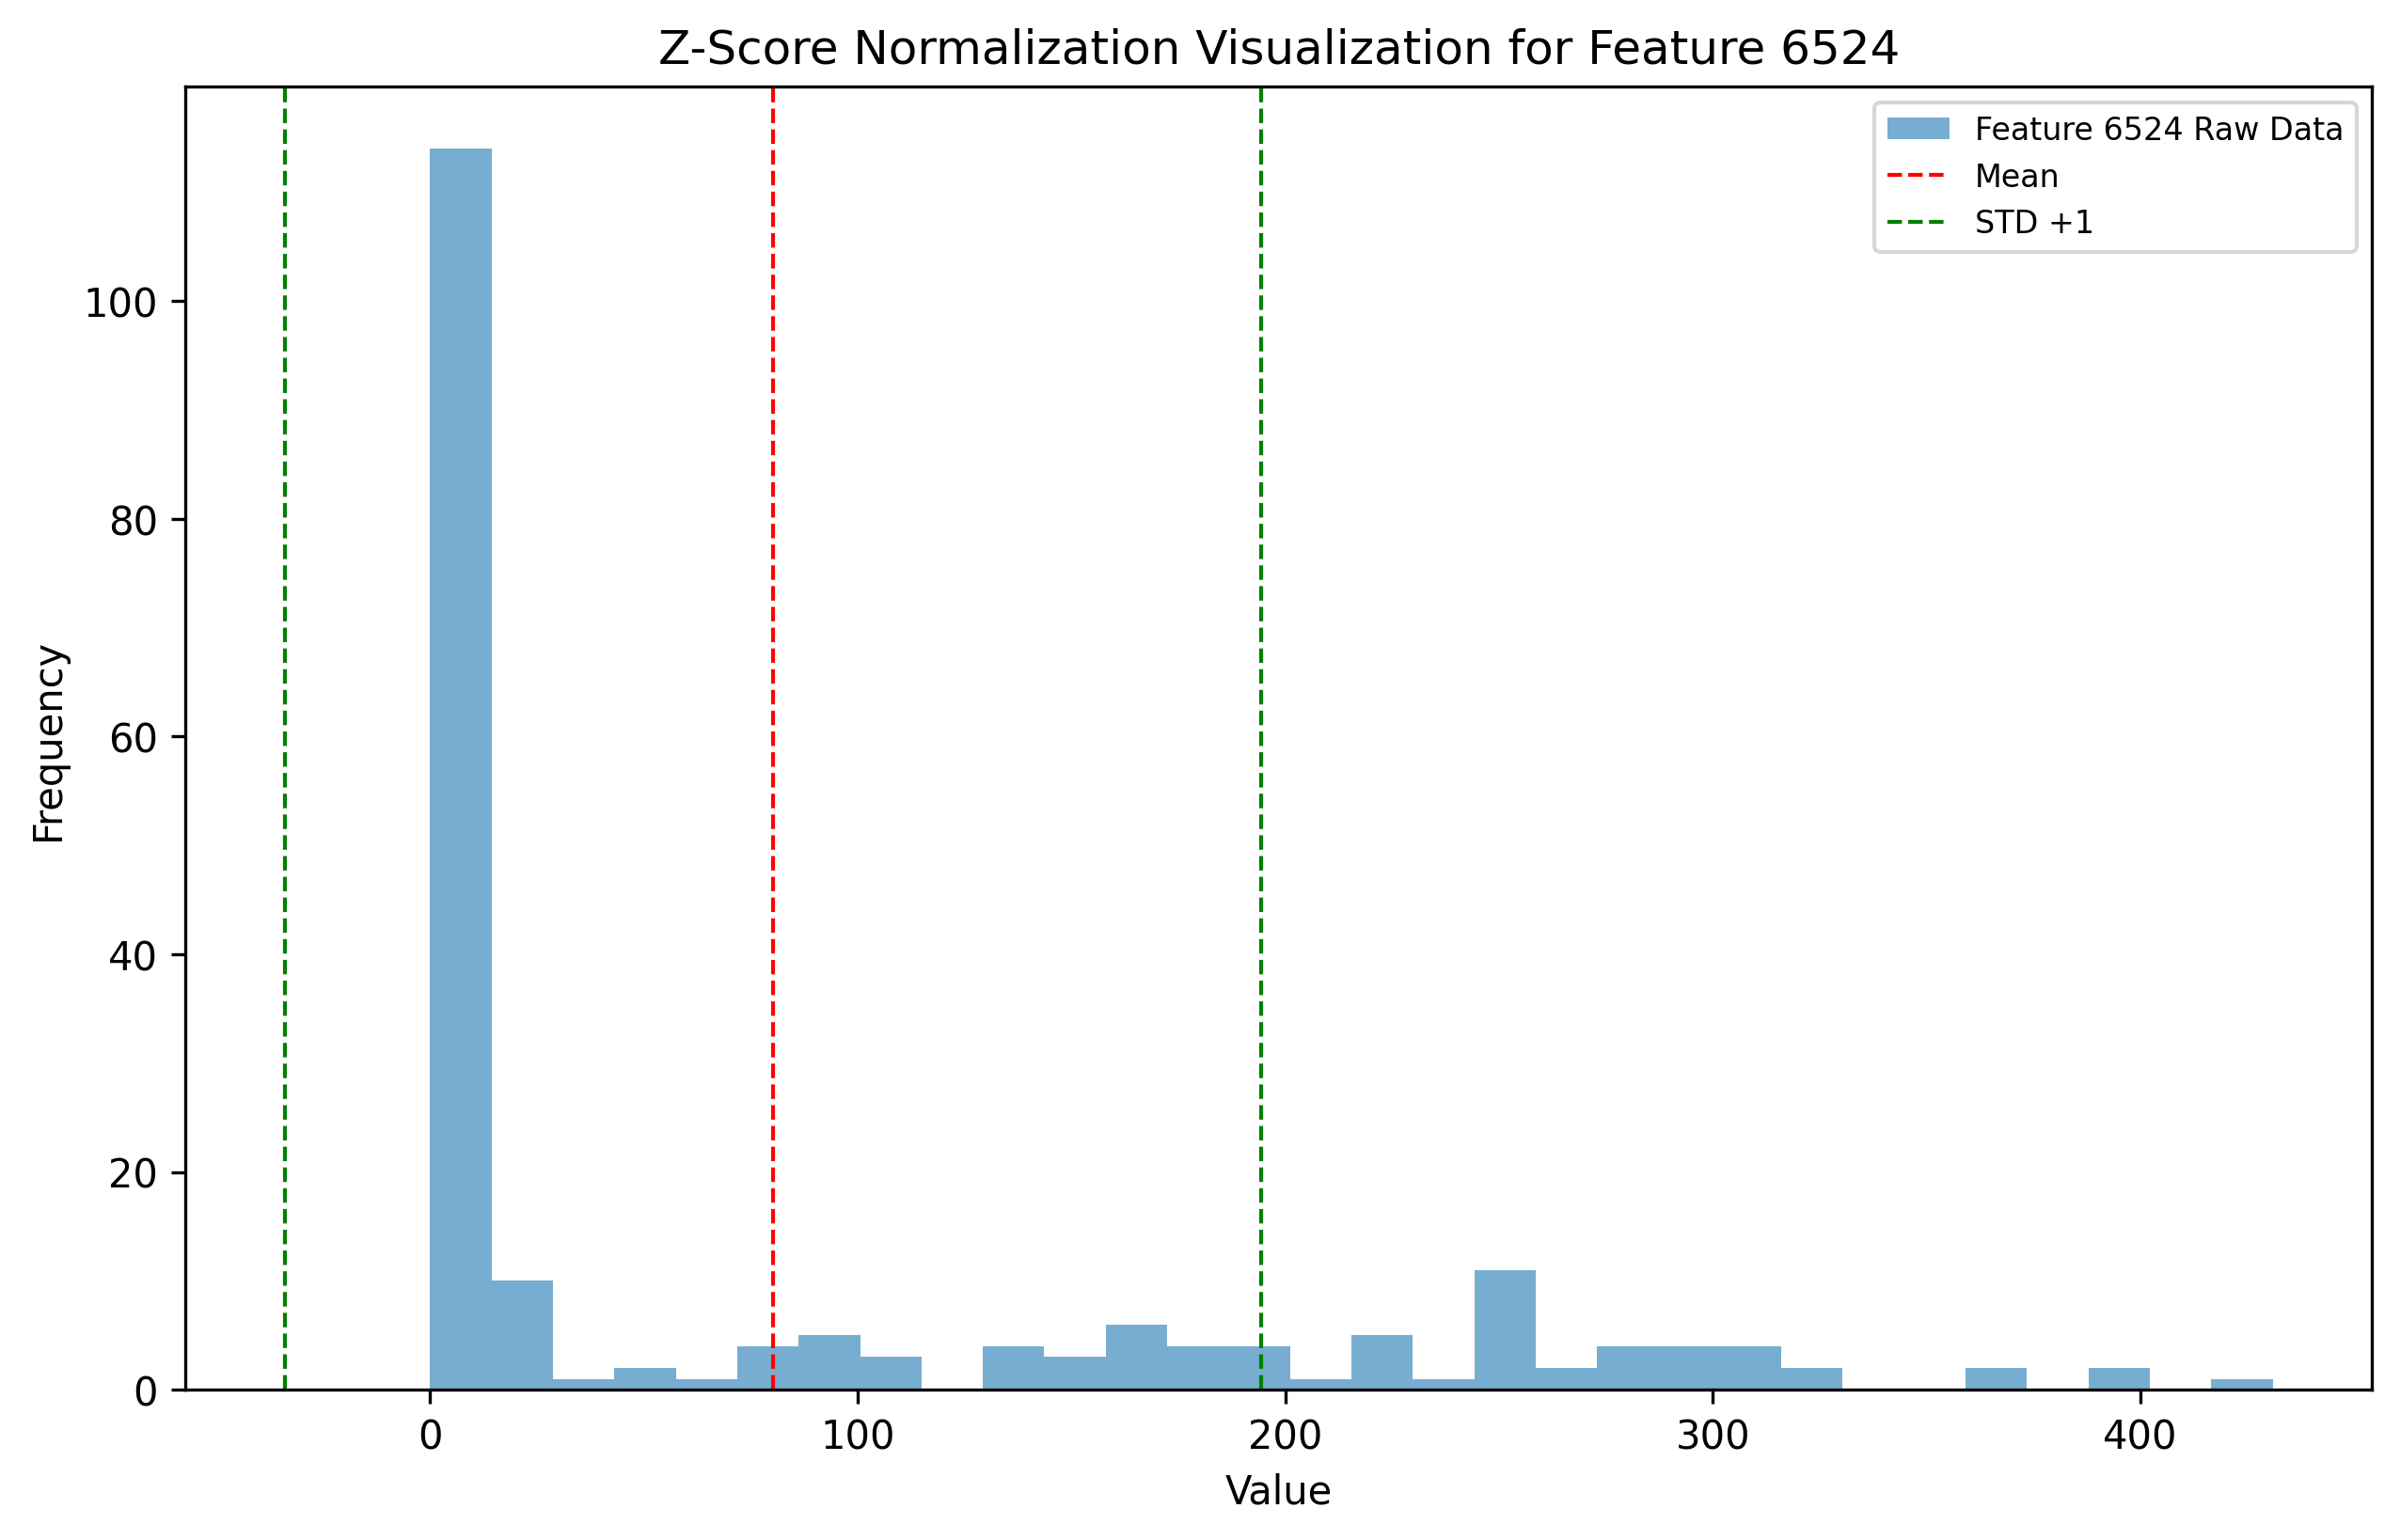 Z-Score Normalization Visualization for Feature 6524
Feature 6524 Raw Data
Mean
STD +1
Frequency
100
80
60
40
20
0
0 100 200 300 400
Value